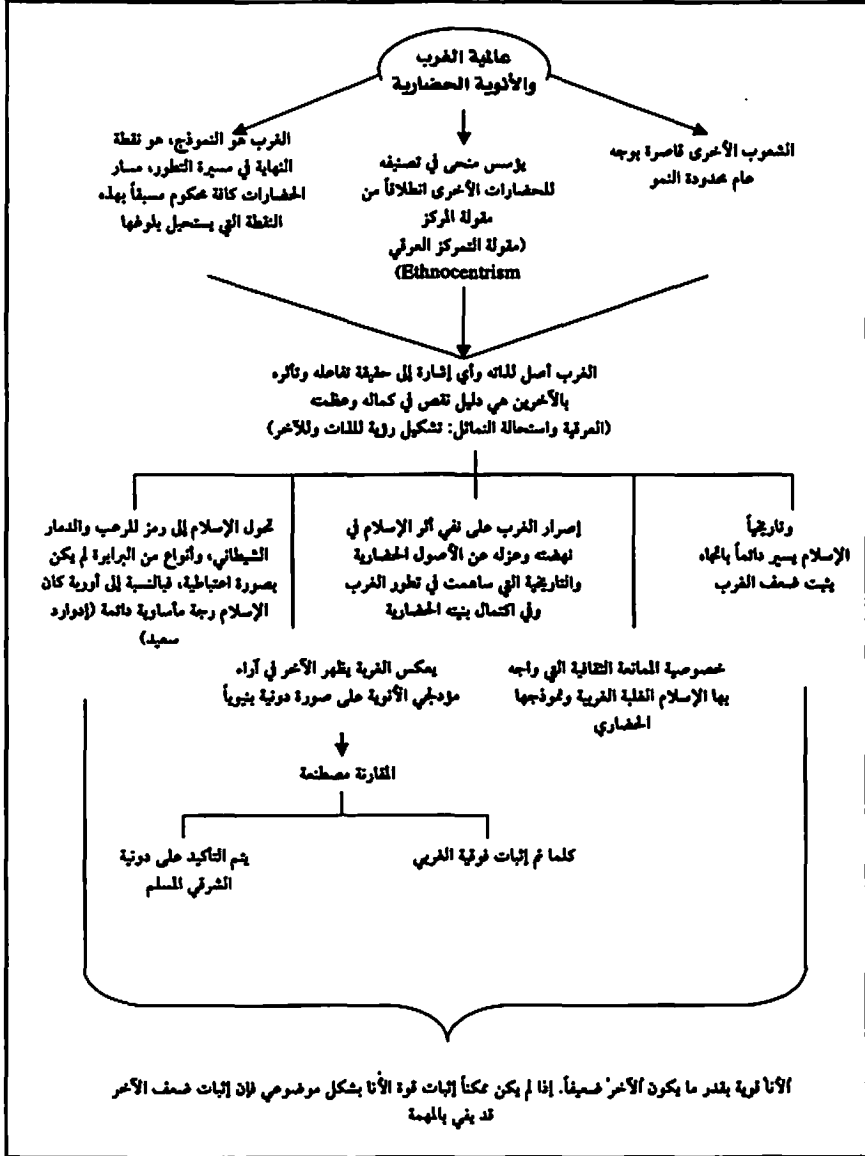 عالمية الغرب
والأنوية الحضارية
الشعوب الأخرى قاصرة بوجه
عام محدودة النمو
يؤسس منحى في تصنيفه
للحضارات الأخرى انطلاقاً من
مقولة المركز
(مقولة التمركز العرقي
Ethnocentrism)
الغرب هو النموذج، هو نقطة
النهاية في مسيرة التطور، مسار
الحضارات كافة محكوم مسبقاً بهذه
النقطة التي يستحيل بلوغها
الغرب أصل لذاته وأي إشارة إلى حقيقة تفاعله وتأثره
بالآخرين هي دليل نقص في كماله وعظمته
(العرقية واستحالة التماثل: تشكيل رؤية للذات وللآخر)
وتاريخياً
الإسلام يسير دائماً باتجاه
يثبت ضعف الغرب
خصوصية الممانعة الثقافية التي واجه
بها الإسلام الغلبة الغربية ونموذجها
الحضاري
إصرار الغرب على نفي أثر الإسلام في
نهضته وعزله عن الأصول الحضارية
والتاريخية التي ساهمت في تطور الغرب
وفي اكتمال بنيته الحضارية
يعكس الغربة يظهر الآخر في آراء
مؤدلجي الأنوية على صورة دونية بنيوياً
تحول الإسلام إلى رمز للرعب والدمار
الشيطاني، وأنواع من البرابرة لم يكن
بصورة اعتباطية، فبالنسبة إلى أوربة كان
الإسلام رجة مأساوية دائمة (إدوارد
سعيد)
المقارنة مصطنعة
كلما تم إثبات فوقية الغربي
يتم التأكيد على دونية
الشرقي المسلم
الأنا قوية بقدر ما يكون الآخر ضعيفاً. إذا لم يكن ممكناً إثبات قوة الأنا بشكل موضوعي فإن إثبات ضعف الآخر
قد يفي بالمهمة